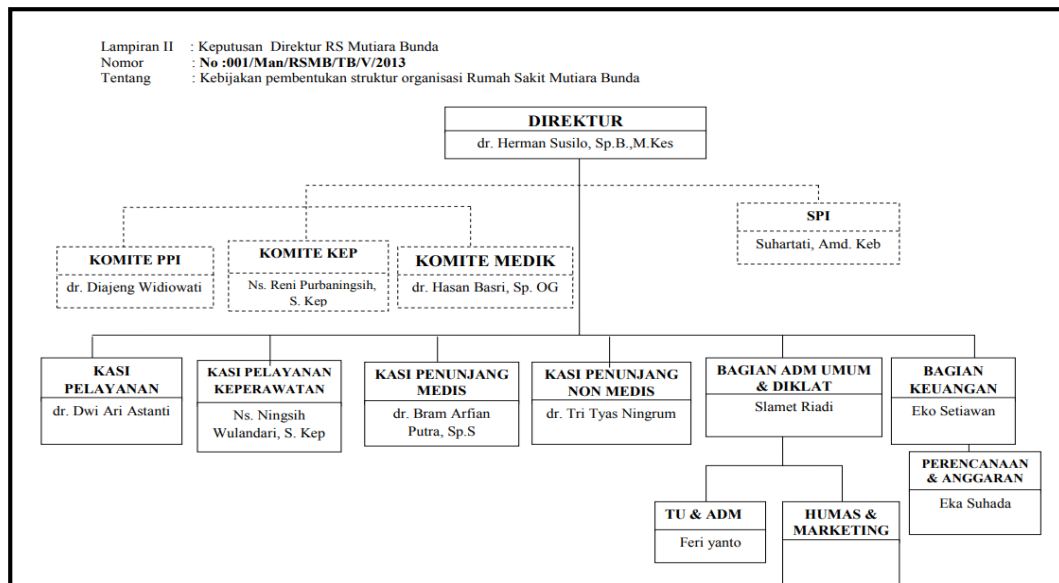 Lampiran II : Keputusan Direktur RS Mutiara Bunda
Nomor : No :001/Man/RSMB/TB/V/2013
Tentang : Kebijakan pembentukan struktur organisasi Rumah Sakit Mutiara Bunda
DIREKTUR
dr. Herman Susilo, Sp.B.,M.Kes
SPI
Suhartati, Amd. Keb
KOMITE PPI
dr. Diajeng Widiowati
KOMITE KEP
Ns. Reni Purbaningsih,
S. Kep
KOMITE MEDIK
dr. Hasan Basri, Sp. OG
KASI
PELAYANAN
dr. Dwi Ari Astanti
KASI PELAYANAN
KEPERAWATAN
Ns. Ningsih
Wulandari, S. Kep
KASI PENUNJANG
MEDIS
dr. Bram Arfian
Putra, Sp.S
KASI PENUNJANG
NON MEDIS
dr. Tri Tyas Ningrum
BAGIAN ADM UMUM
& DIKLAT
Slamet Riadi
BAGIAN
KEUANGAN
Eko Setiawan
PERENCANAAN
& ANGGARAN
Eka Suhada
TU & ADM
Feri yanto
HUMAS &
MARKETING